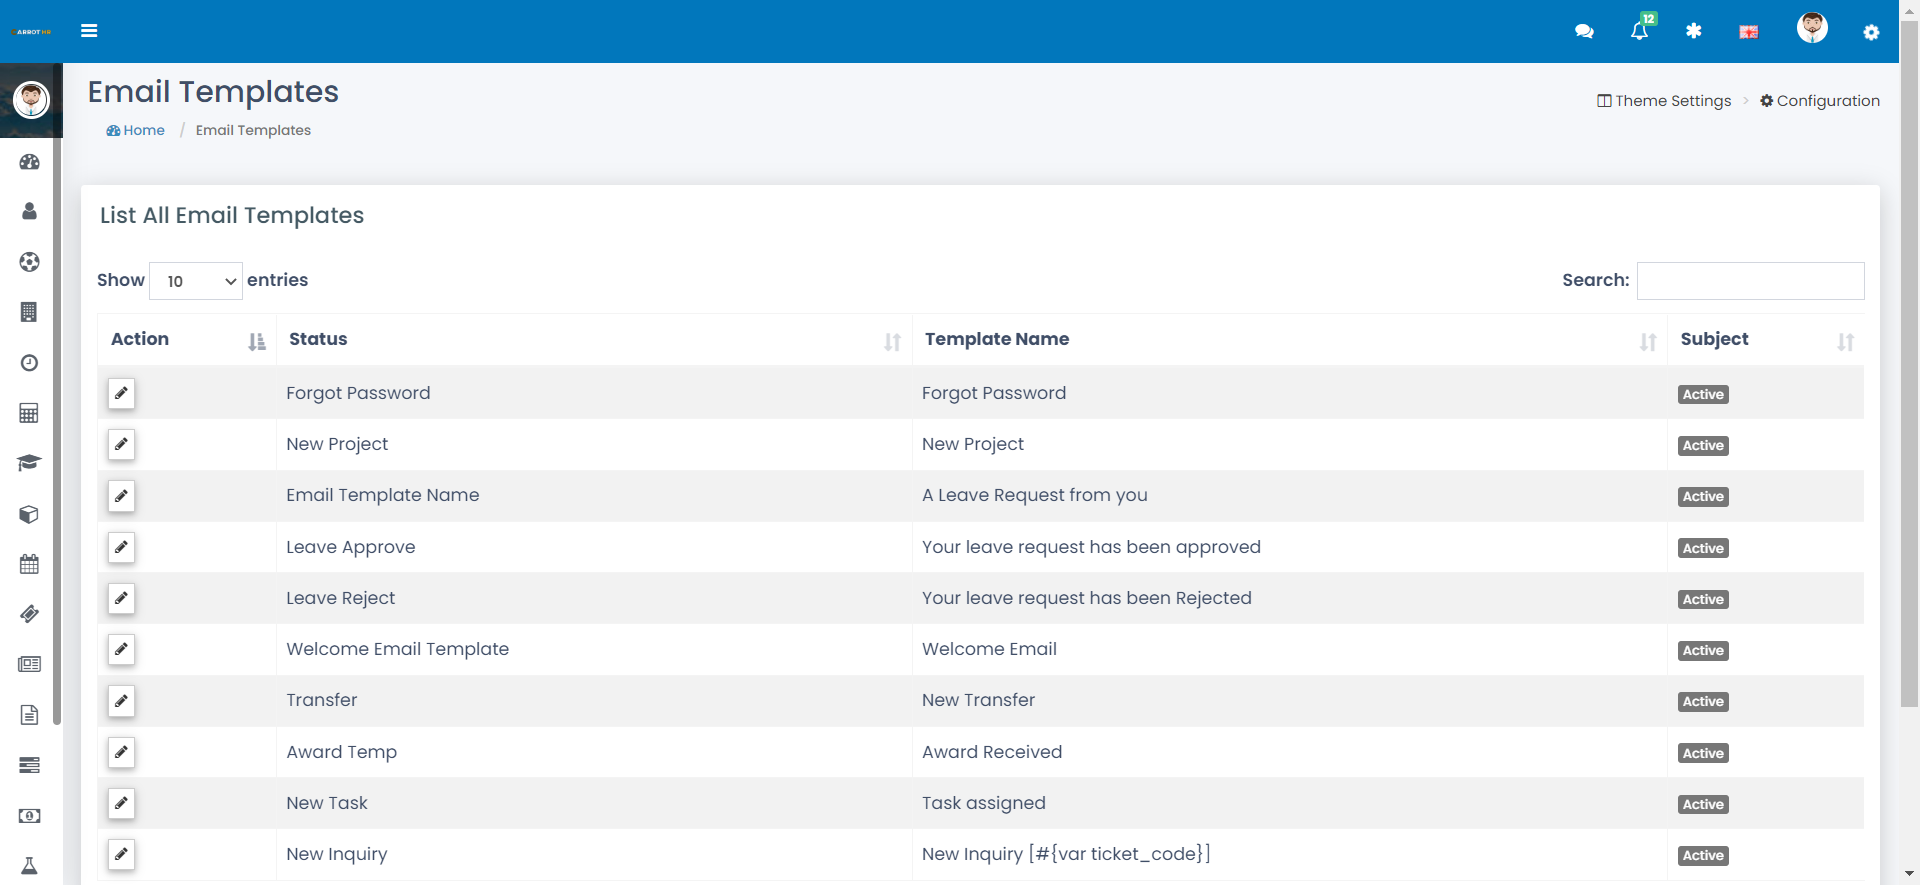 ARBOT HR
12
Email Templates
Theme Settings > Configuration
Home / Email Templates
List All Email Templates
Show 10 entries
Search:
Action Status Template Name Subject
Forgot Password Forgot Password Active
New Project New Project Active
Email Template Name A Leave Request from you Active
Leave Approve Your leave request has been approved Active
Leave Reject Your leave request has been Rejected Active
Welcome Email Template Welcome Email Active
Transfer New Transfer Active
Award Temp Award Received Active
New Task Task assigned Active
New Inquiry New Inquiry [#{var ticket_code}] Active